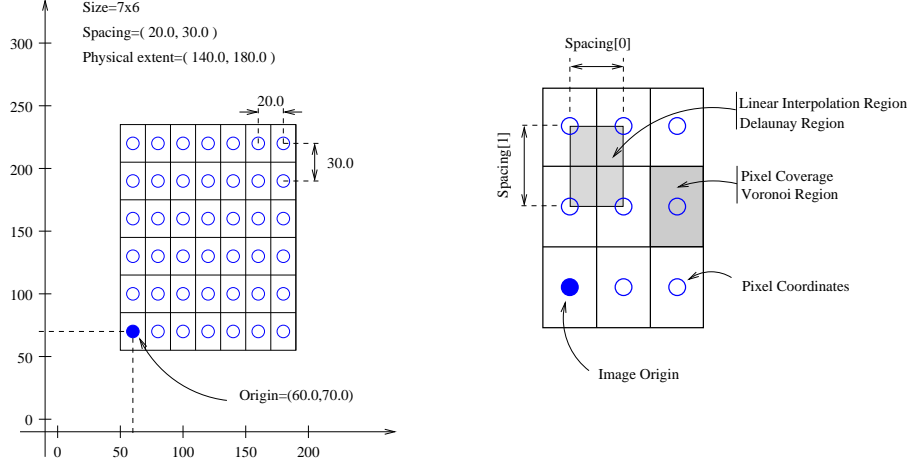 Size=7x6
Spacing=( 20.0, 30.0 )
Physical extent=( 140.0, 180.0 )
300
250
200
150
100
50
0
0
50
100
150
200
20.0
30.0
Origin=(60.0,70.0)
Spacing[0]
Spacing[1]
Linear Interpolation Region
Delaunay Region
Pixel Coverage
Voronoi Region
Pixel Coordinates
Image Origin